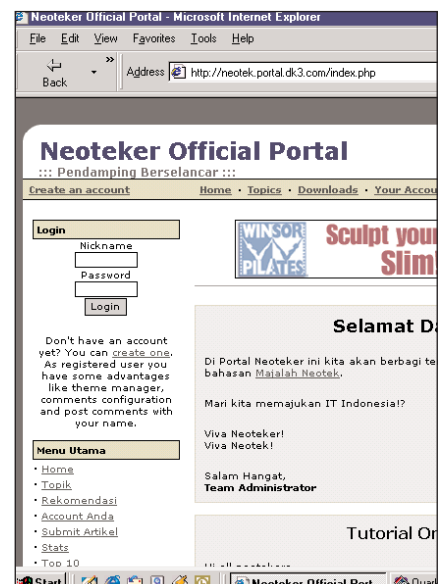 Neoteker Official Portal - Microsoft Internet Explorer
File Edit View Favorites Tools Help
Back
»
Address http://neotek.portal.dk3.com/index.php
Neoteker Official Portal
::: Pendamping Berselancar :::
Create an account
Home · Topics · Downloads · Your Accou
Login
Nickname
Password
Login
Don't have an account
yet? You can create one.
As registered user you
have some advantages
like theme manager,
comments configuration
and post comments with
your name.
Menu Utama
• Home
• Topik
• Rekomendasi
• Account Anda
• Submit Artikel
• Stats
• Top 10
WINSOR
PILATES
Sculpt your
Slim
Selamat Da
Di Portal Neoteker ini kita akan berbagi te
bahasan Majalah Neotek.
Mari kita memajukan IT Indonesia!?
Viva Neoteker!
Viva Neotek!
Salam Hangat,
Team Administrator
Tutorial Or
Start
Neoteker Official Port